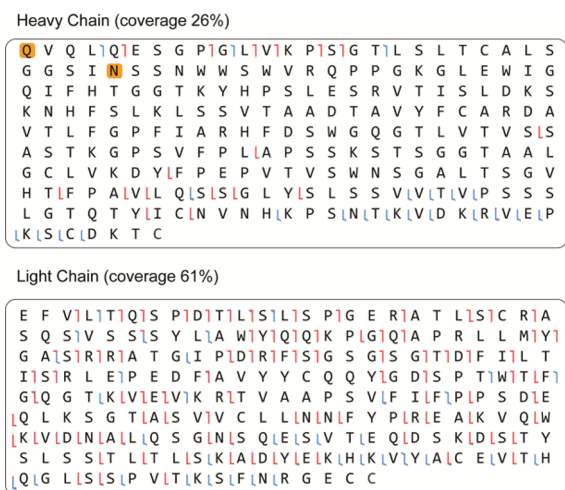 Heavy Chain (coverage 26%)
Q V Q L Q E S G P G L V K P S G T L S L T C A L S
G G S I N S S N W W S W V R Q P P G K G L E W I G
Q I F H T G G T K Y H P S L E S R V T I S L D K S
K N H F S L K L S S V T A A D T A V Y F C A R D A
V T L F G P F I A R H F D S W G Q G T L V T V S S
A S T K G P S V F P L A P S S K S T S G G T A A L
G C L V K D Y F P E P V T V S W N S G A L T S G V
H T F P A V L Q S S G L Y S L S S V V T V P S S S
L G T Q T Y I C N V N H K P S N T K V D K R V E P
K S C D K T C
Light Chain (coverage 61%)
E F V L T Q S P D T L S L S P G E R A T L S C R A
S Q S V S S S Y L A W Y Q Q K P G Q A P R L L M Y
G A S R R A T G I P D R F S G S G S G T D F I L T
I S R L E P E D F A V Y Y C Q Q Y G D S P T W T F
G Q G T K V E V K R T V A A P S V F I F P P S D E
Q L K S G T A S V V C L L N N F Y P R E A K V Q W
K V D N A L Q S G N S Q E S V T E Q D S K D S T Y
S L S S T L T L S K A D Y E K H K V Y A C E V T H
Q G L S S P V T K S F N R G E C C